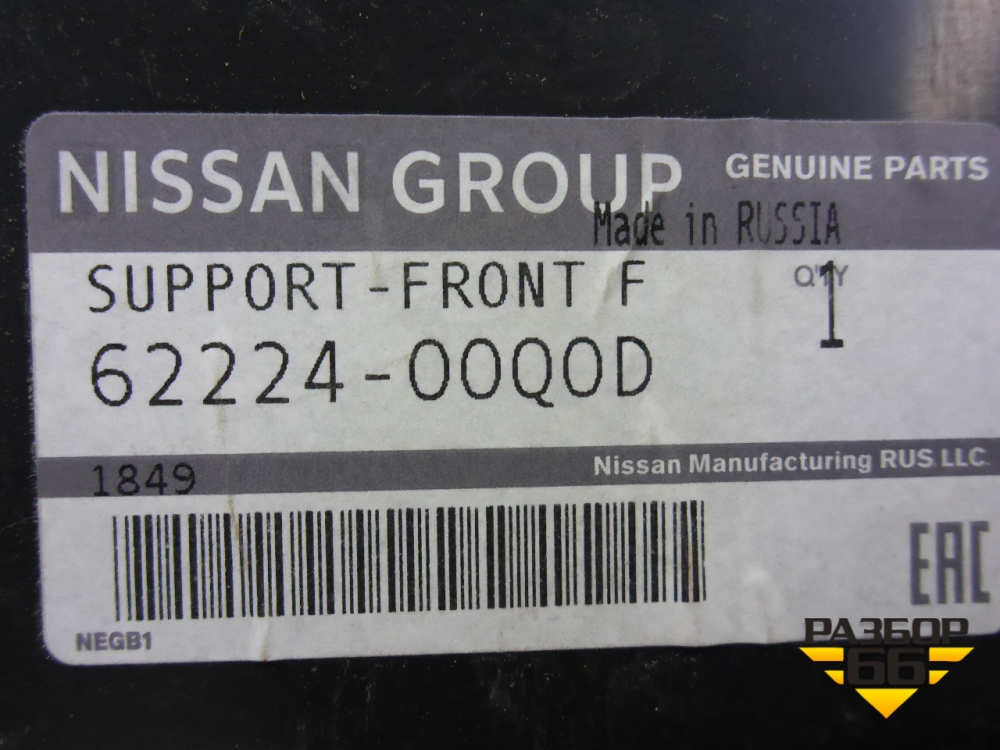 NISSAN GROUP
GENUINE PARTS
Made in RUSSIA
SUPPORT-FRONT F
Q'TY
1
62224-00Q0D
1849
Nissan Manufacturing RUS LLC
EAC
NEGB1
РАЗБОР
66